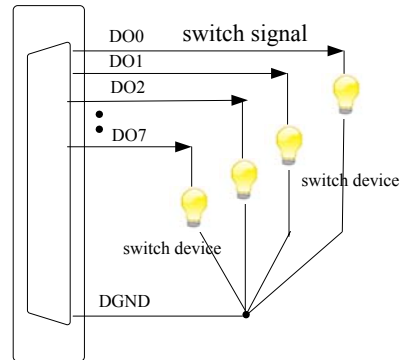 DO0
switch signal
DO1
DO2
DO7
switch device
switch device
DGND